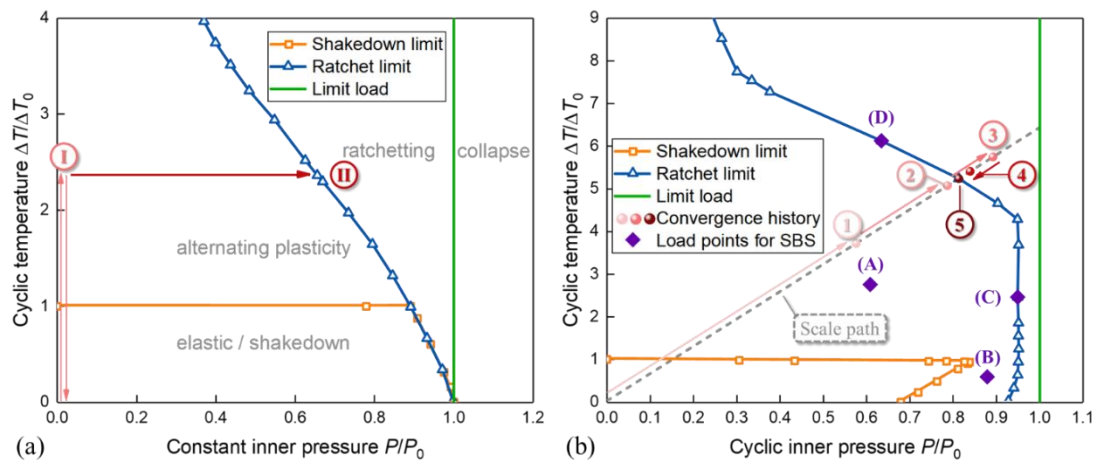 4
3
2
1
0
0.0
0.2
0.4
0.6
0.8
1.0
1.2
Cyclic temperature ΔT/ΔT₀
Constant inner pressure P/P₀
(a)
Shakedown limit
Ratchet limit
Limit load
I
II
ratchetting
collapse
alternating plasticity
elastic / shakedown
9
8
7
6
5
4
3
2
1
0
0.0
0.1
0.2
0.3
0.4
0.5
0.6
0.7
0.8
0.9
1.0
1.1
Cyclic temperature ΔT/ΔT₀
Cyclic inner pressure P/P₀
(b)
Shakedown limit
Ratchet limit
Limit load
Convergence history
Load points for SBS
(D)
3
2
4
5
1
(A)
(C)
Scale path
(B)